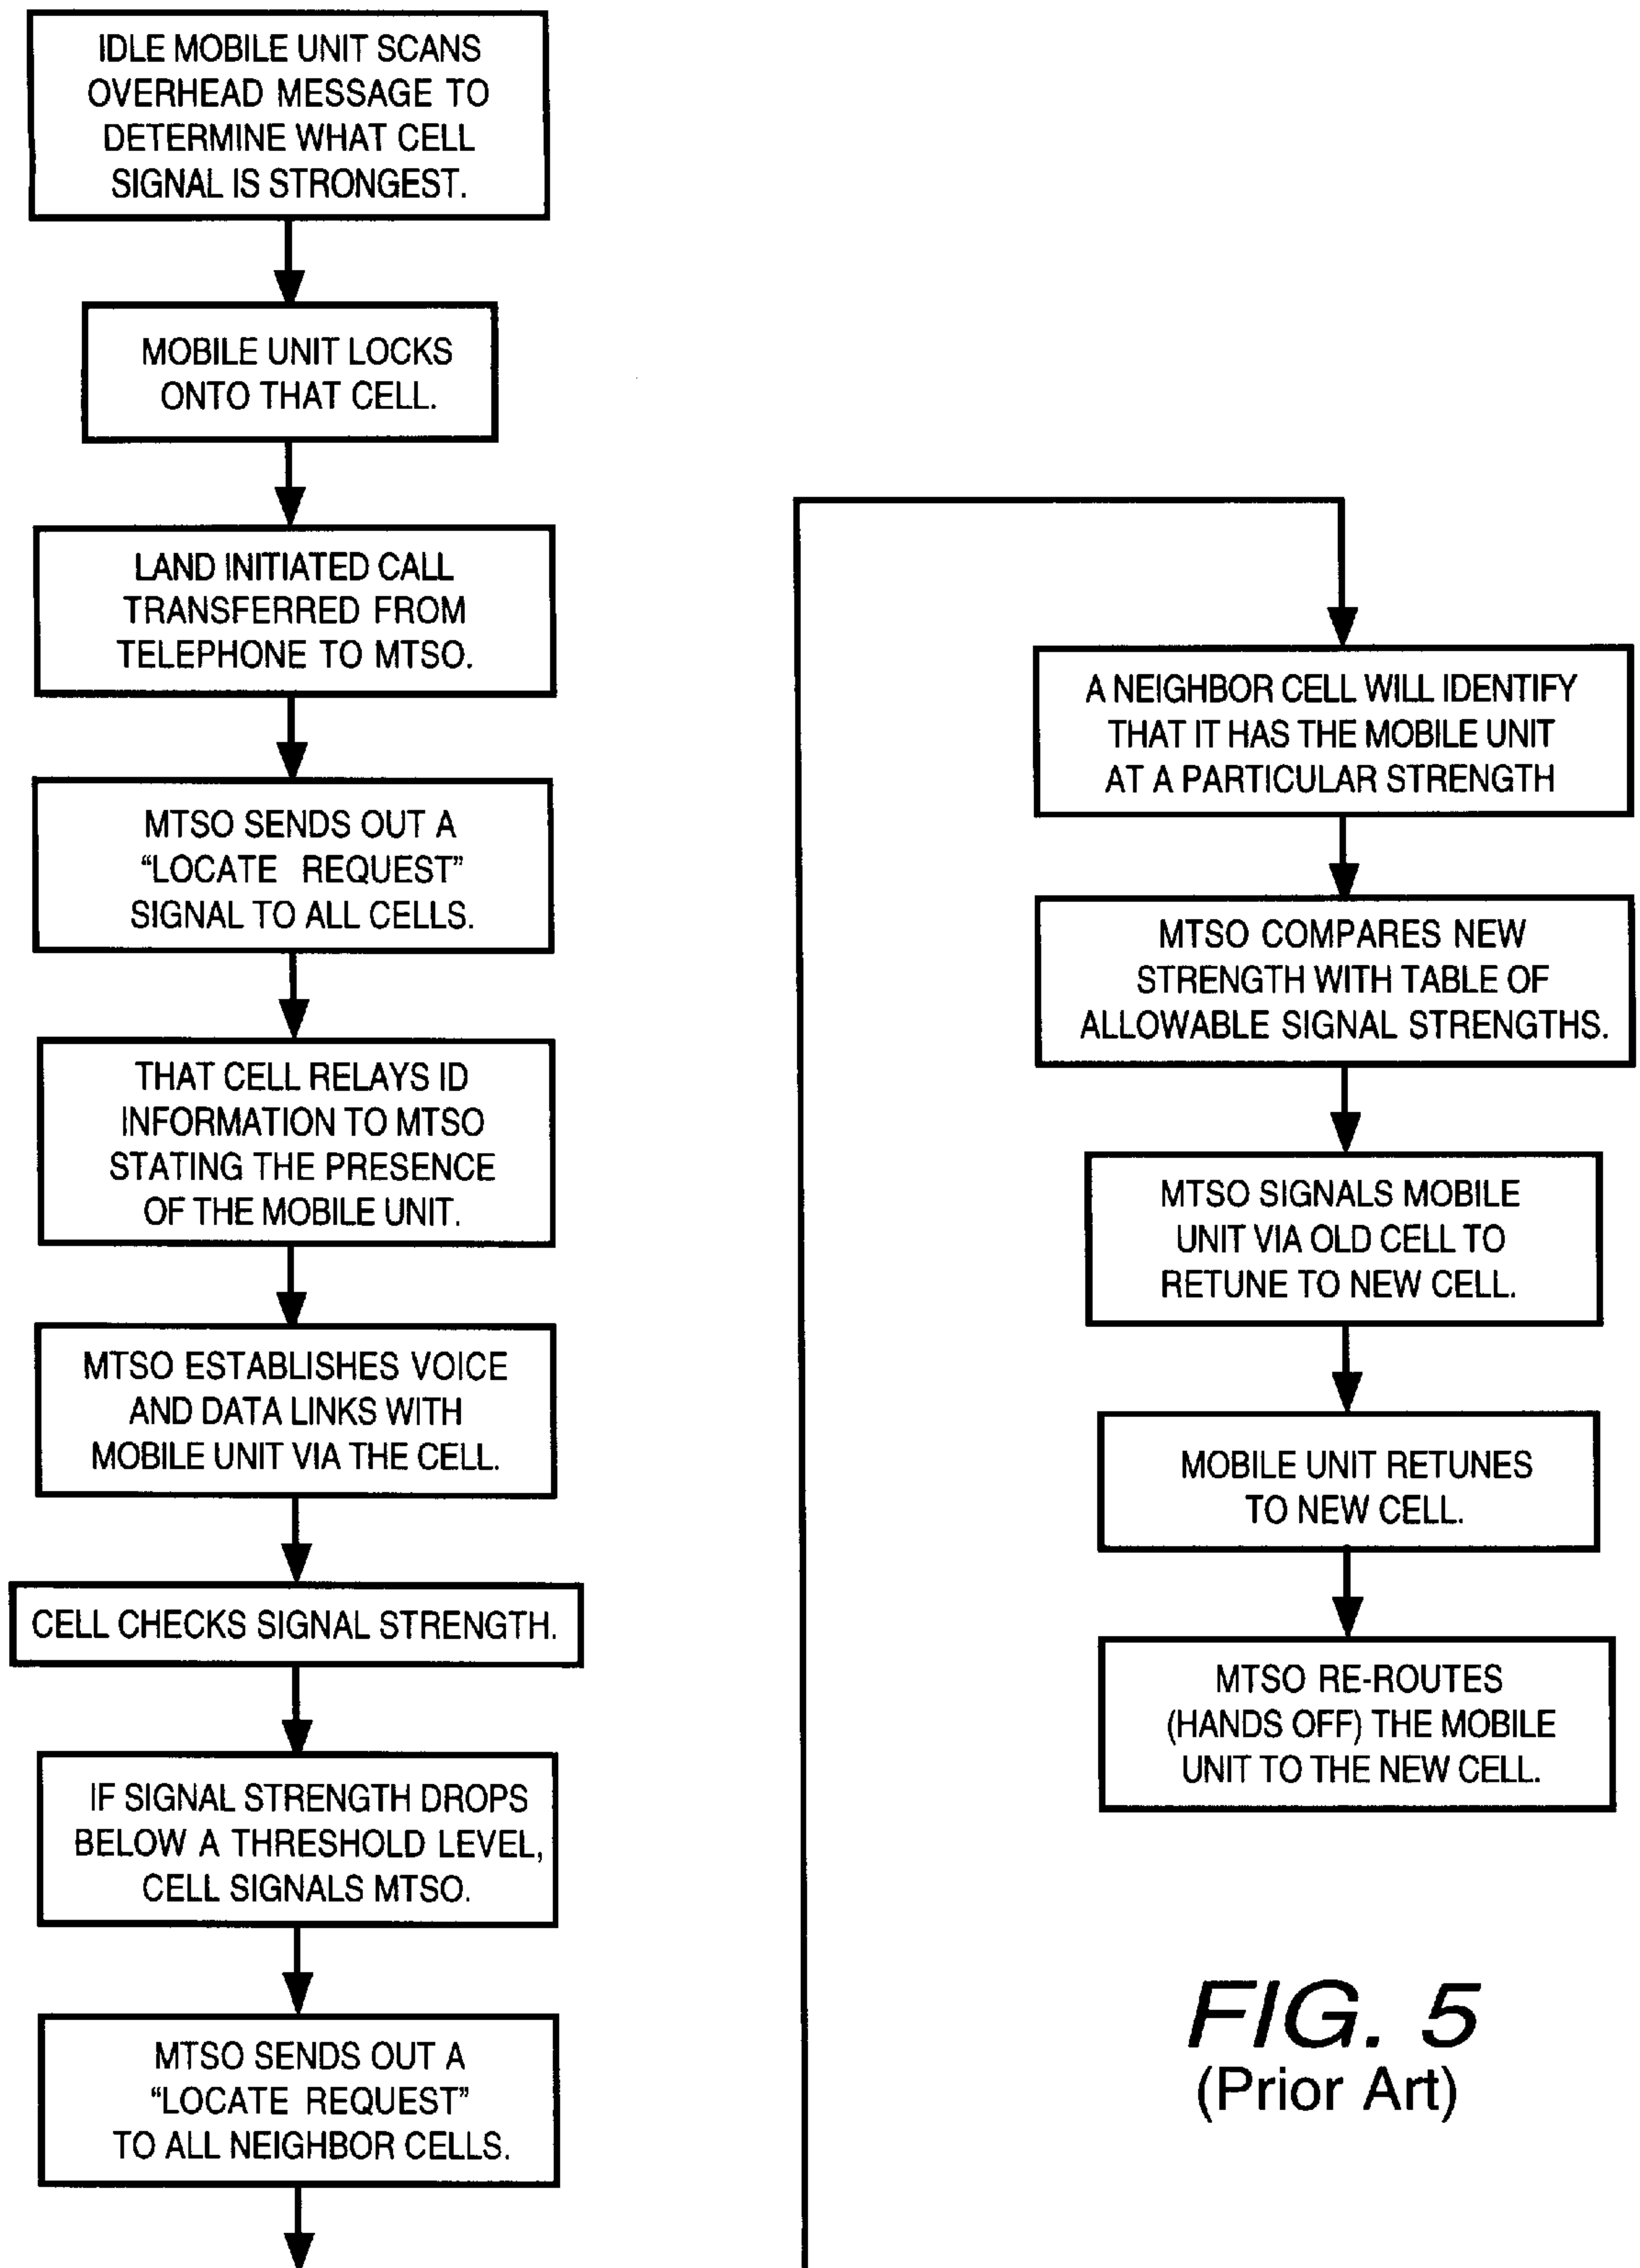 IDLE MOBILE UNIT SCANS
OVERHEAD MESSAGE TO
DETERMINE WHAT CELL
SIGNAL IS STRONGEST.
MOBILE UNIT LOCKS
ONTO THAT CELL.
LAND INITIATED CALL
TRANSFERRED FROM
TELEPHONE TO MTSO.
MTSO SENDS OUT A
“LOCATE REQUEST”
SIGNAL TO ALL CELLS.
THAT CELL RELAYS ID
INFORMATION TO MTSO
STATING THE PRESENCE
OF THE MOBILE UNIT.
MTSO ESTABLISHES VOICE
AND DATA LINKS WITH
MOBILE UNIT VIA THE CELL.
CELL CHECKS SIGNAL STRENGTH.
IF SIGNAL STRENGTH DROPS
BELOW A THRESHOLD LEVEL,
CELL SIGNALS MTSO.
MTSO SENDS OUT A
“LOCATE REQUEST”
TO ALL NEIGHBOR CELLS.
A NEIGHBOR CELL WILL IDENTIFY
THAT IT HAS THE MOBILE UNIT
AT A PARTICULAR STRENGTH
MTSO COMPARES NEW
STRENGTH WITH TABLE OF
ALLOWABLE SIGNAL STRENGTHS.
MTSO SIGNALS MOBILE
UNIT VIA OLD CELL TO
RETUNE TO NEW CELL.
MOBILE UNIT RETUNES
TO NEW CELL.
MTSO RE-ROUTES
(HANDS OFF) THE MOBILE
UNIT TO THE NEW CELL.
FIG. 5
(Prior Art)